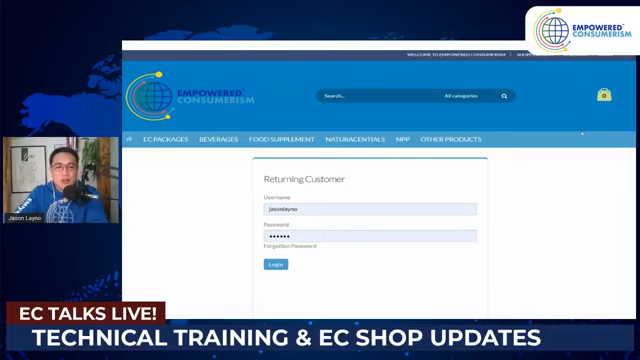 EMPOWERED
CONSUMERISM
WELCOME TO EMPOWERED CONSUMERISM
EMPOWERED
CONSUMERISM
Search...
All categories
0
EC PACKAGES
BEVERAGES
FOOD SUPPLEMENT
NATURACENTIALS
NPP
OTHER PRODUCTS
Returning Customer
Username
jasonlayno
Password
••••••
Forgotten Password
Login
Jason Layno
EC TALKS LIVE!
TECHNICAL TRAINING & EC SHOP UPDATES